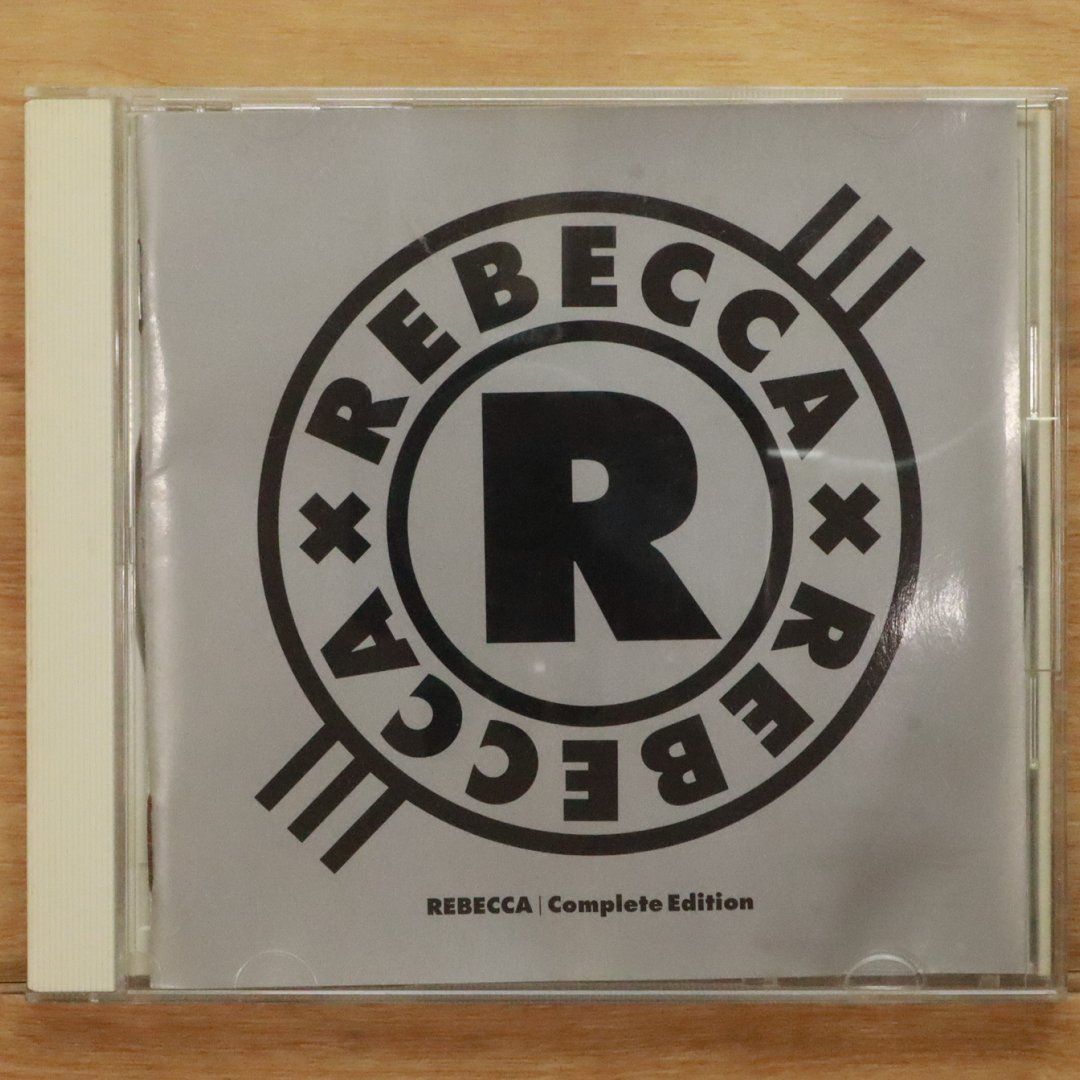 REBECCA × REBECCA ×
R
REBECCA | Complete Edition